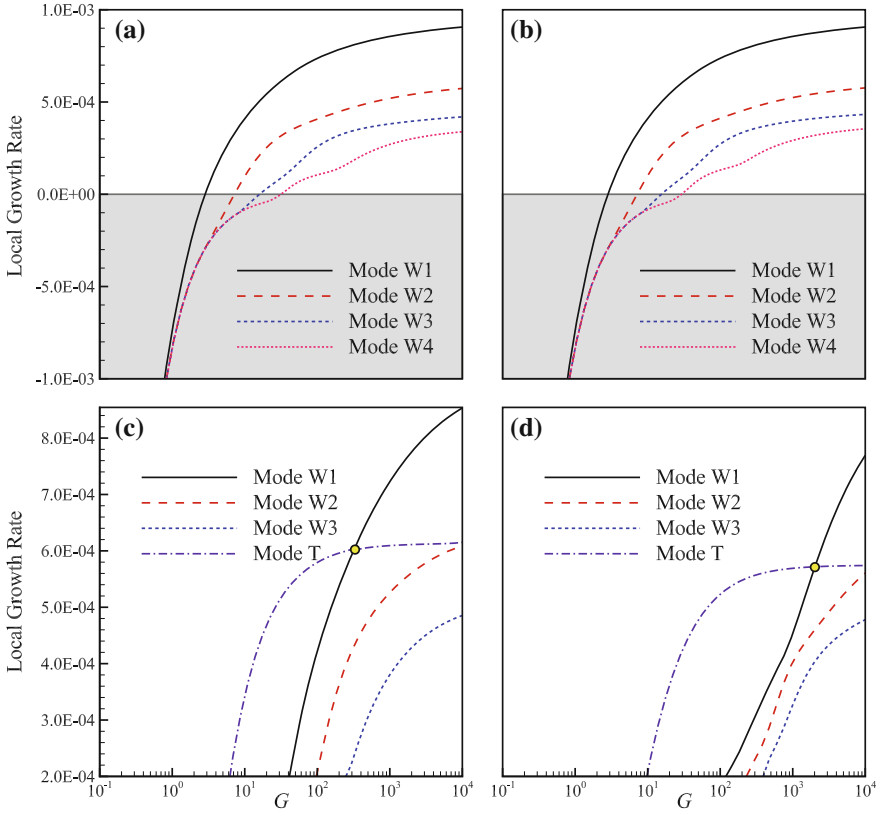 (a)
Local Growth Rate
1.0E-03
5.0E-04
0.0E+00
-5.0E-04
-1.0E-03
Mode W1
Mode W2
Mode W3
Mode W4
(b)
Mode W1
Mode W2
Mode W3
Mode W4
(c)
Local Growth Rate
8.0E-04
7.0E-04
6.0E-04
5.0E-04
4.0E-04
3.0E-04
2.0E-04
Mode W1
Mode W2
Mode W3
Mode T
10⁻¹ 10⁰ 10¹ 10² 10³ 10⁴
G
(d)
Mode W1
Mode W2
Mode W3
Mode T
10⁻¹ 10⁰ 10¹ 10² 10³ 10⁴
G